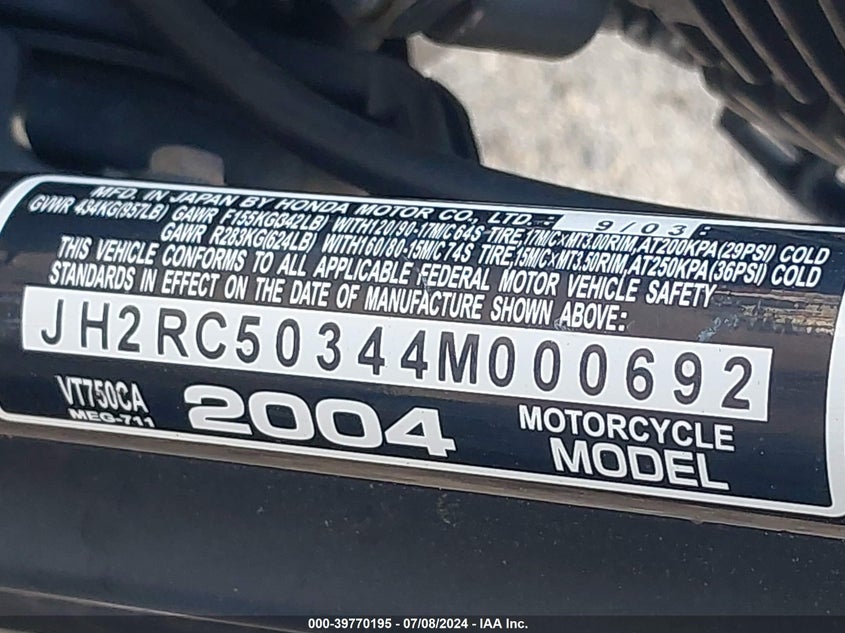 MFD. IN JAPAN BY HONDA MOTOR CO., LTD.: 9/03:
GVWR 434KG(957LB) GAWR F155KG(342LB) WITH120/90-17M/C 64S TIRE,17M/C×MT3.00RIM,AT200KPA(29PSI) COLD
GAWR R283KG(624LB) WITH160/80-15M/C 74S TIRE,15M/C×MT3.50RIM,AT250KPA(36PSI) COLD
THIS VEHICLE CONFORMS TO ALL APPLICABLE FEDERAL MOTOR VEHICLE SAFETY
STANDARDS IN EFFECT ON THE DATE OF MANUFACTURE SHOWN ABOVE:
JH2RC50344M000692
VT750CA
MEG-711
2004
MOTORCYCLE
MODEL
000-39770195 - 07/08/2024 - IAA Inc.